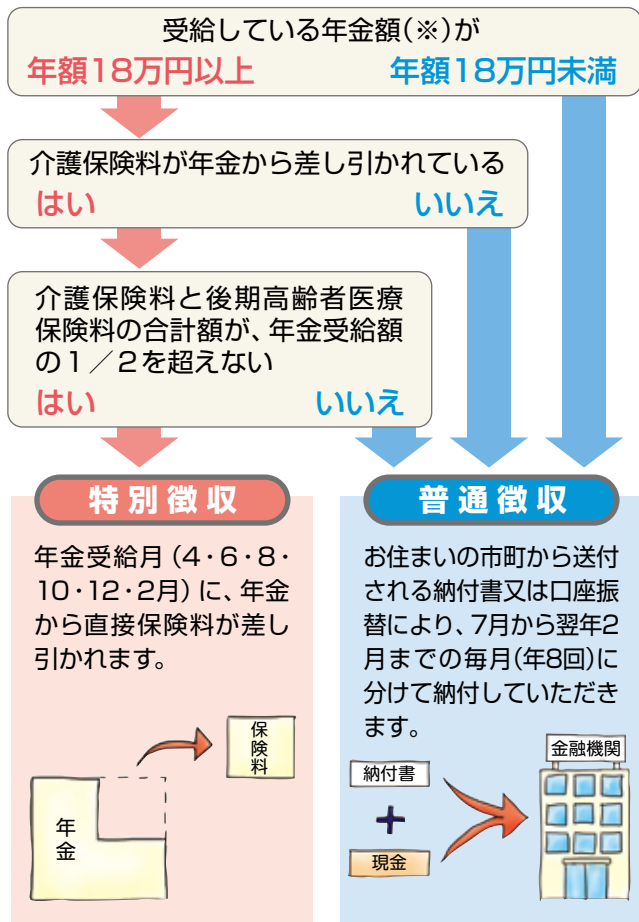 受給している年金額(※)が
年額18万円以上 年額18万円未満
介護保険料が年金から差し引かれている
はい いいえ
介護保険料と後期高齢者医療
保険料の合計額が、年金受給額
の1／2を超えない
はい いいえ
特別徴収
年金受給月(4・6・8・
10・12・2月)に、年金
から直接保険料が差し
引かれます。
保険料
年金
普通徴収
お住まいの市町から送付
される納付書又は口座振
替により、7月から翌年2
月までの毎月(年8回)に
分けて納付していただき
ます。
金融機関
納付書
+
現金